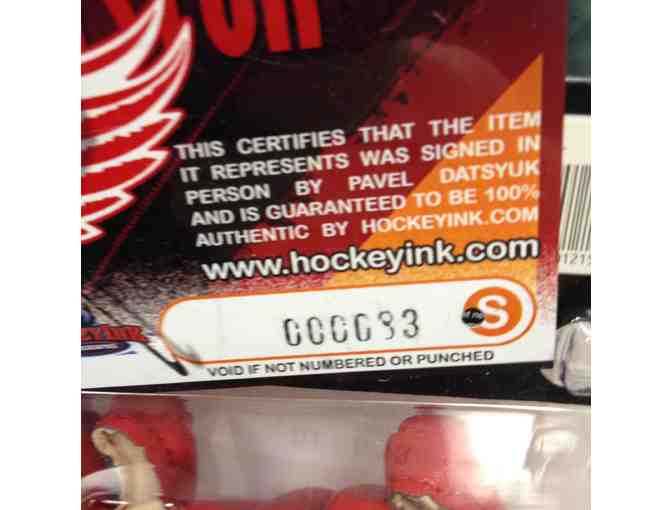 THIS CERTIFIES THAT THE ITEM
IT REPRESENTS WAS SIGNED IN
PERSON BY PAVEL DATSYUK
AND IS GUARANTEED TO BE 100%
AUTHENTIC BY HOCKEYINK.COM
www.hockeyink.com
000083
S
VOID IF NOT NUMBERED OR PUNCHED